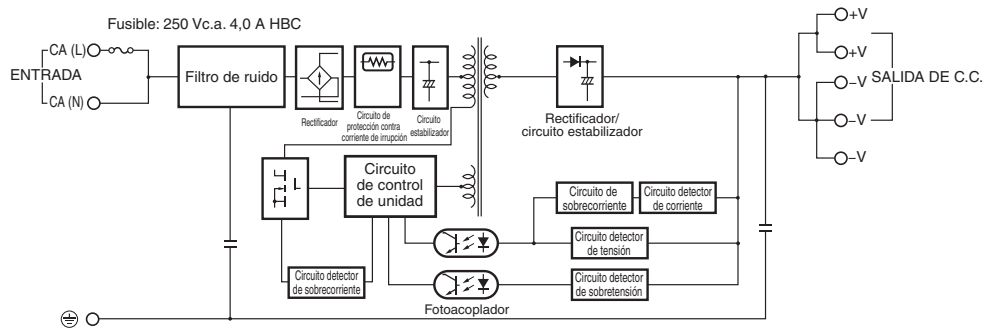 Fusible: 250 Vc.a. 4,0 A HBC
CA (L)
ENTRADA
CA (N)
Filtro de ruido
Rectificador
Circuito de
protección contra
corriente de irrupción
Circuito
estabilizador
Rectificador/
circuito estabilizador
+V
+V
-V
SALIDA DE C.C.
-V
-V
Circuito
de control
de unidad
Circuito de
sobrecorriente
Circuito detector
de corriente
Circuito detector
de tensión
Circuito detector
de sobrecorriente
Circuito detector
de sobretensión
Fotoacoplador